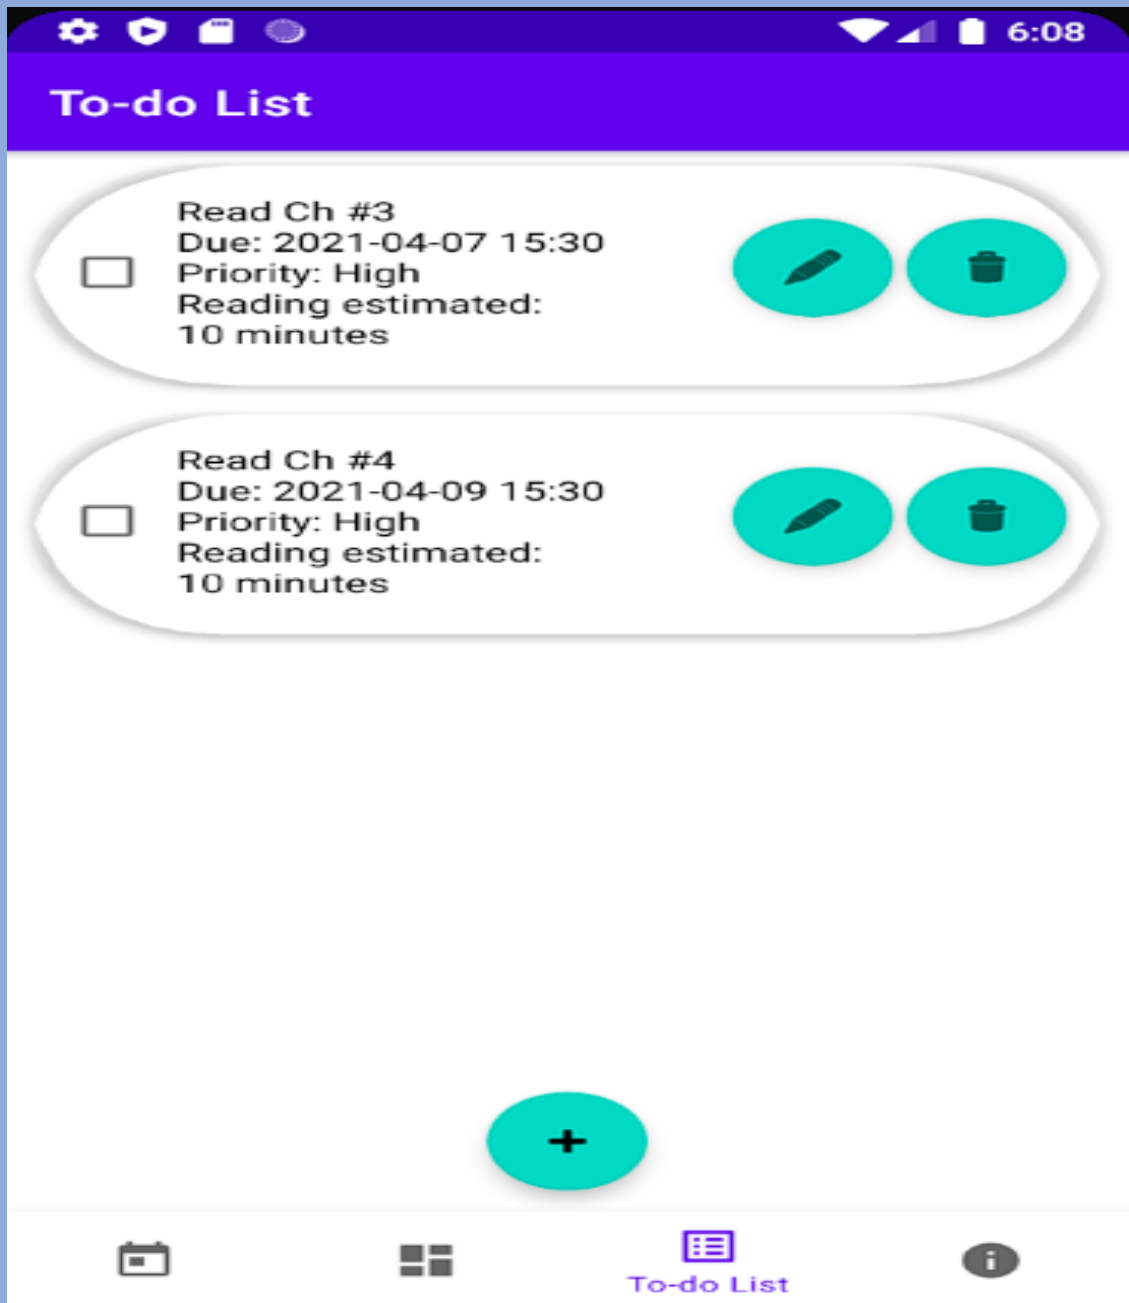 6:08
To-do List
Read Ch #3
Due: 2021-04-07 15:30
Priority: High
Reading estimated:
10 minutes
Read Ch #4
Due: 2021-04-09 15:30
Priority: High
Reading estimated:
10 minutes
+
To-do List